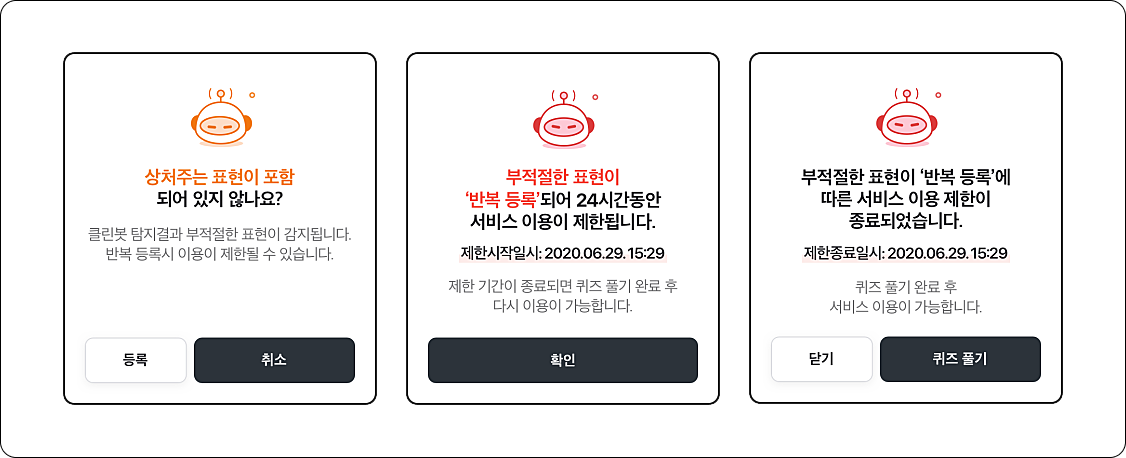 상처주는 표현이 포함
되어 있지 않나요?
클린봇 탐지결과 부적절한 표현이 감지됩니다.
반복 등록시 이용이 제한될 수 있습니다.
등록
취소
부적절한 표현이
‘반복 등록’되어 24시간동안
서비스 이용이 제한됩니다.
제한시작일시: 2020.06.29. 15:29
제한 기간이 종료되면 퀴즈 풀기 완료 후
다시 이용이 가능합니다.
확인
부적절한 표현이 ‘반복 등록’에
따른 서비스 이용 제한이
종료되었습니다.
제한종료일시: 2020.06.29. 15:29
퀴즈 풀기 완료 후
서비스 이용이 가능합니다.
닫기
퀴즈 풀기